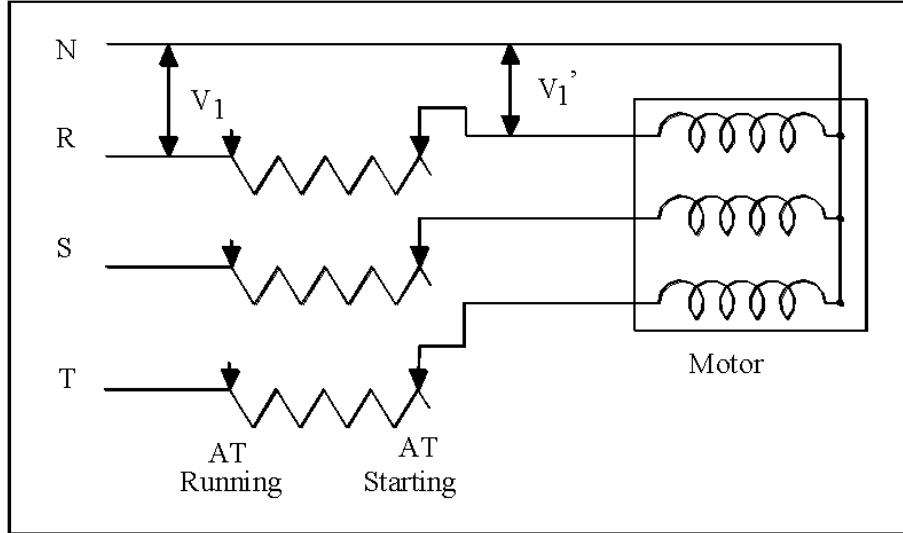 N
V1
V1’
R
S
T
Motor
AT
Running
AT
Starting